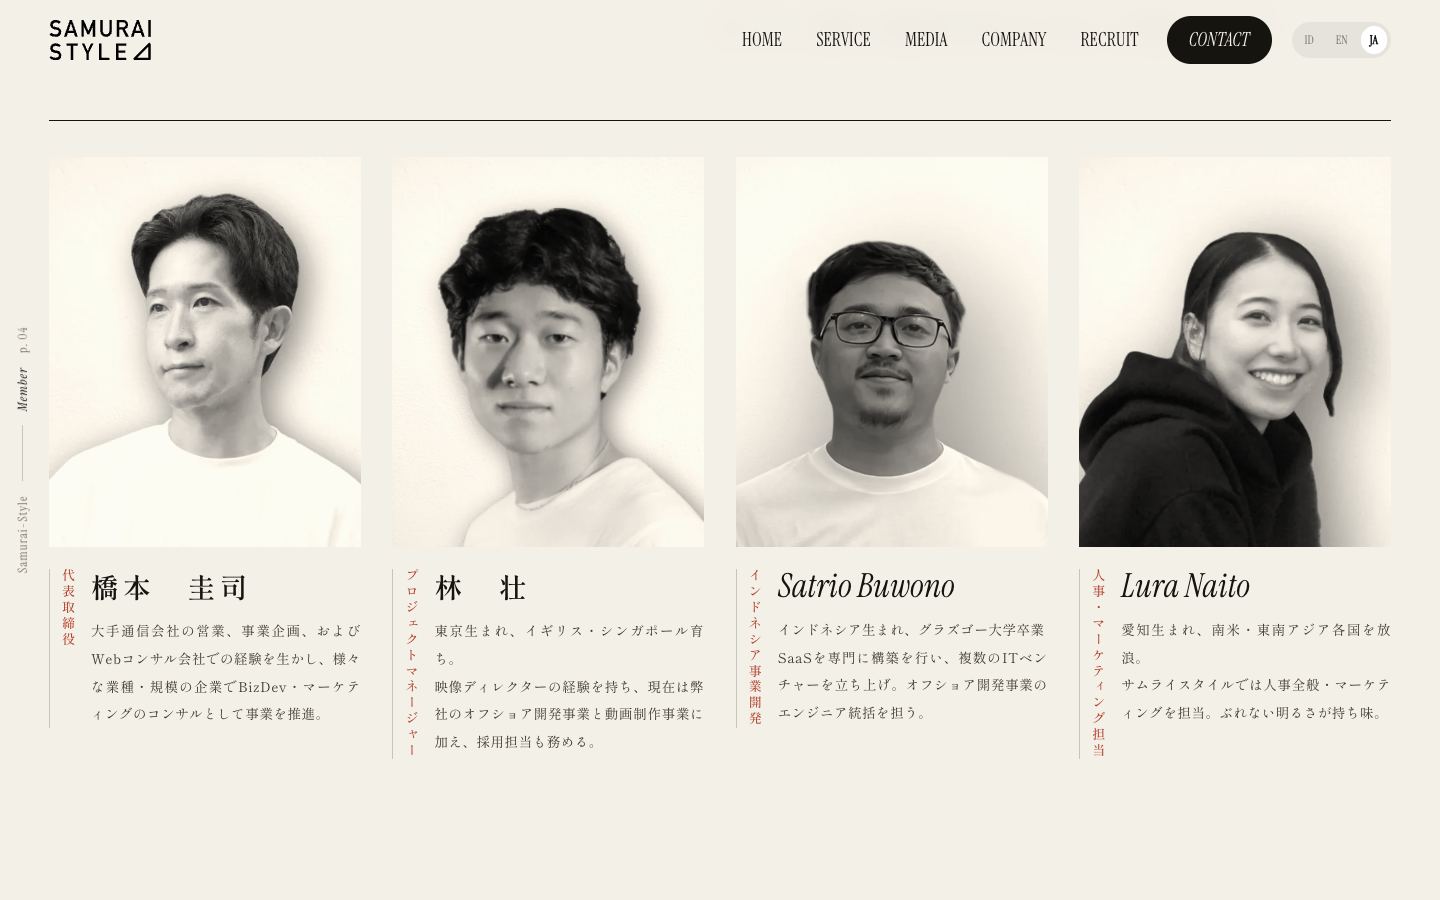 SAMURAI
STYLE
HOME
SERVICE
MEDIA
COMPANY
RECRUIT
CONTACT
ID
EN
JA
Samurai-Style
Member
p. 04
代表取締役
橋本　圭司
大手通信会社の営業、事業企画、および
Webコンサル会社での経験を生かし、様々
な業種・規模の企業でBizDev・マーケテ
ィングのコンサルとして事業を推進。
プロジェクトマネージャー
林　壮
東京生まれ、イギリス・シンガポール育
ち。
映像ディレクターの経験を持ち、現在は弊
社のオフショア開発事業と動画制作事業に
加え、採用担当も務める。
インドネシア事業開発
Satrio Buwono
インドネシア生まれ、グラズゴー大学卒業
SaaSを専門に構築を行い、複数のITベン
チャーを立ち上げ。オフショア開発事業の
エンジニア統括を担う。
人事・マーケティング担当
Lura Naito
愛知生まれ、南米・東南アジア各国を放
浪。
サムライスタイルでは人事全般・マーケテ
ィングを担当。ぶれない明るさが持ち味。